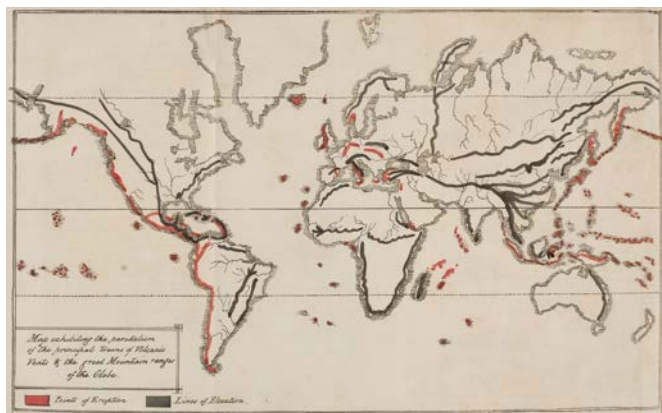 Map exhibiting the parallelism
of the principal Trains of Volcanic
Vents & the great Mountain ranges
of the Globe.
Points of Eruption
Lines of Elevation.